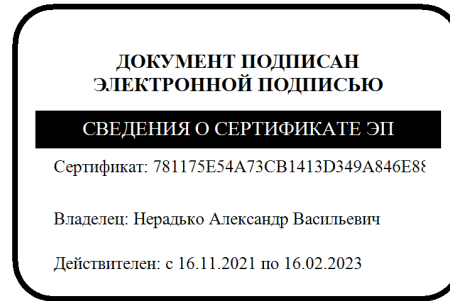 ДОКУМЕНТ ПОДПИСАН
ЭЛЕКТРОННОЙ ПОДПИСЬЮ
СВЕДЕНИЯ О СЕРТИФИКАТЕ ЭП
Сертификат: 781175E54A73CB1413D349A846E88
Владелец: Нерадько Александр Васильевич
Действителен: с 16.11.2021 по 16.02.2023